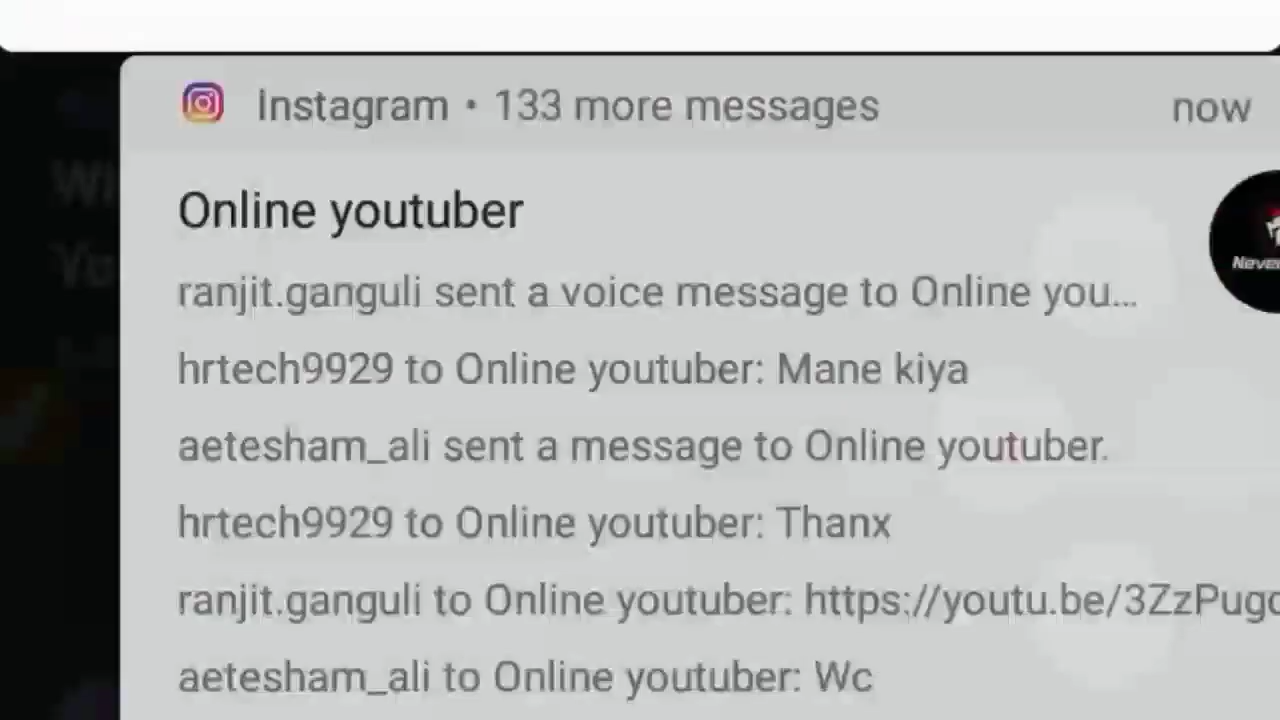 Instagram • 133 more messages now
Online youtuber
ranjit.ganguli sent a voice message to Online you...
hrtech9929 to Online youtuber: Mane kiya
aetesham_ali sent a message to Online youtuber.
hrtech9929 to Online youtuber: Thanx
ranjit.ganguli to Online youtuber: https://youtu.be/3ZzPug
aetesham_ali to Online youtuber: Wc
Never